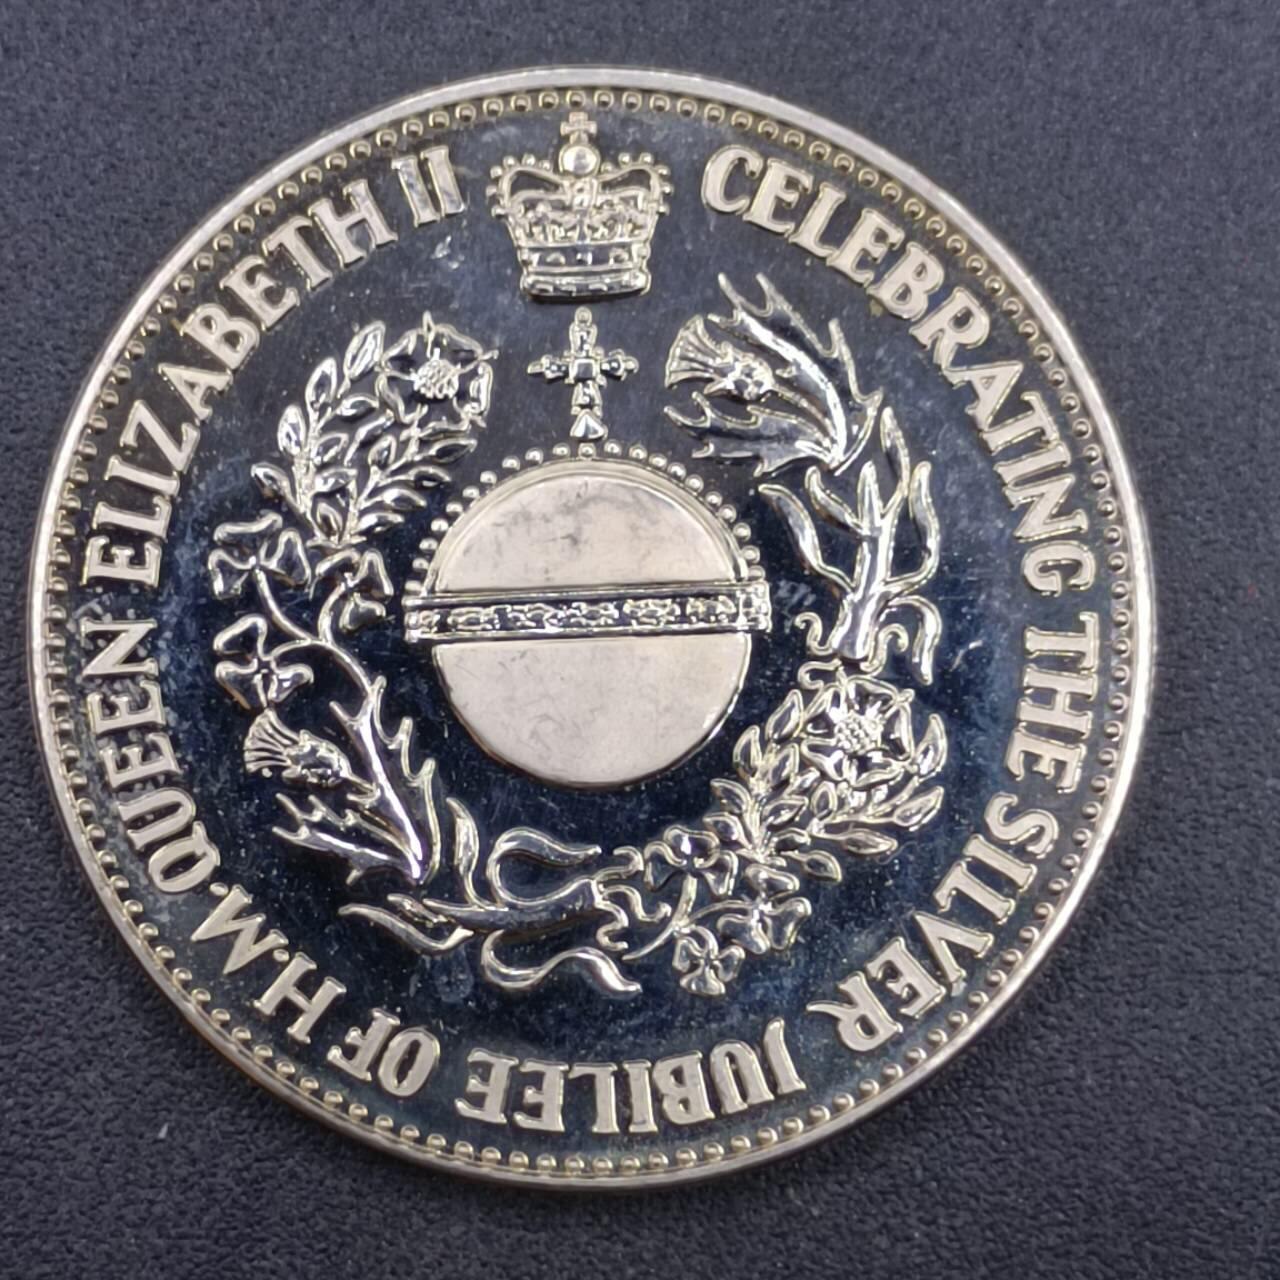 CELEBRATING THE SILVER JUBILEE OF H.M. QUEEN ELIZABETH II